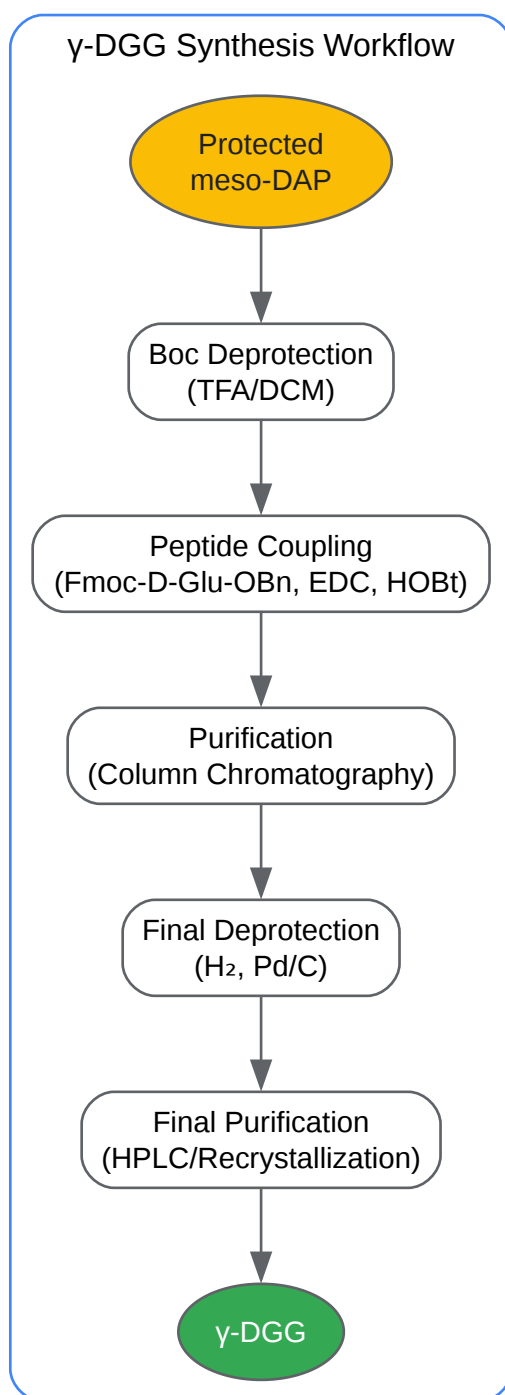 γ-DGG Synthesis Workflow
Protected
meso-DAP
Boc Deprotection
(TFA/DCM)
Peptide Coupling
(Fmoc-D-Glu-OBn, EDC, HOBt)
Purification
(Column Chromatography)
Final Deprotection
(H₂, Pd/C)
Final Purification
(HPLC/Recrystallization)
γ-DGG